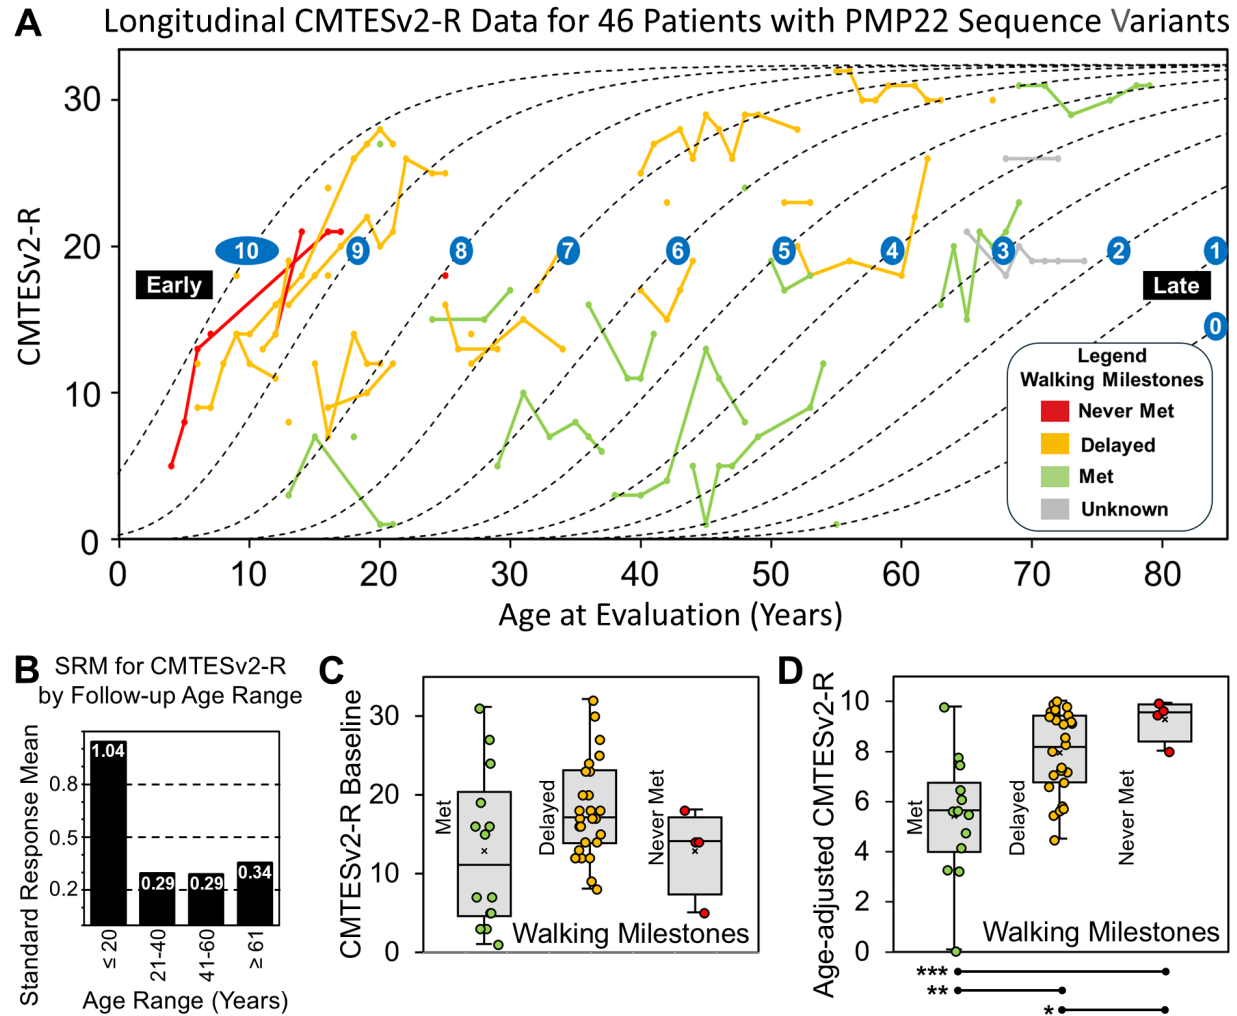 A
Longitudinal CMTESv2-R Data for 46 Patients with PMP22 Sequence Variants
CMTESv2-R
30
20
10
0
10
9
8
7
6
5
4
3
2
1
0
Early
Late
Legend
Walking Milestones
Never Met
Delayed
Met
Unknown
0 10 20 30 40 50 60 70 80
Age at Evaluation (Years)
B
SRM for CMTESv2-R
by Follow-up Age Range
Standard Response Mean
0.8
0.5
0.2
1.04
0.29
0.29
0.34
≤ 20
21-40
41-60
≥ 61
Age Range (Years)
C
CMTESv2-R Baseline
30
20
10
0
Met
Delayed
Never Met
Walking Milestones
D
Age-adjusted CMTESv2-R
10
8
6
4
2
0
Met
Delayed
Never Met
Walking Milestones
***
**
*